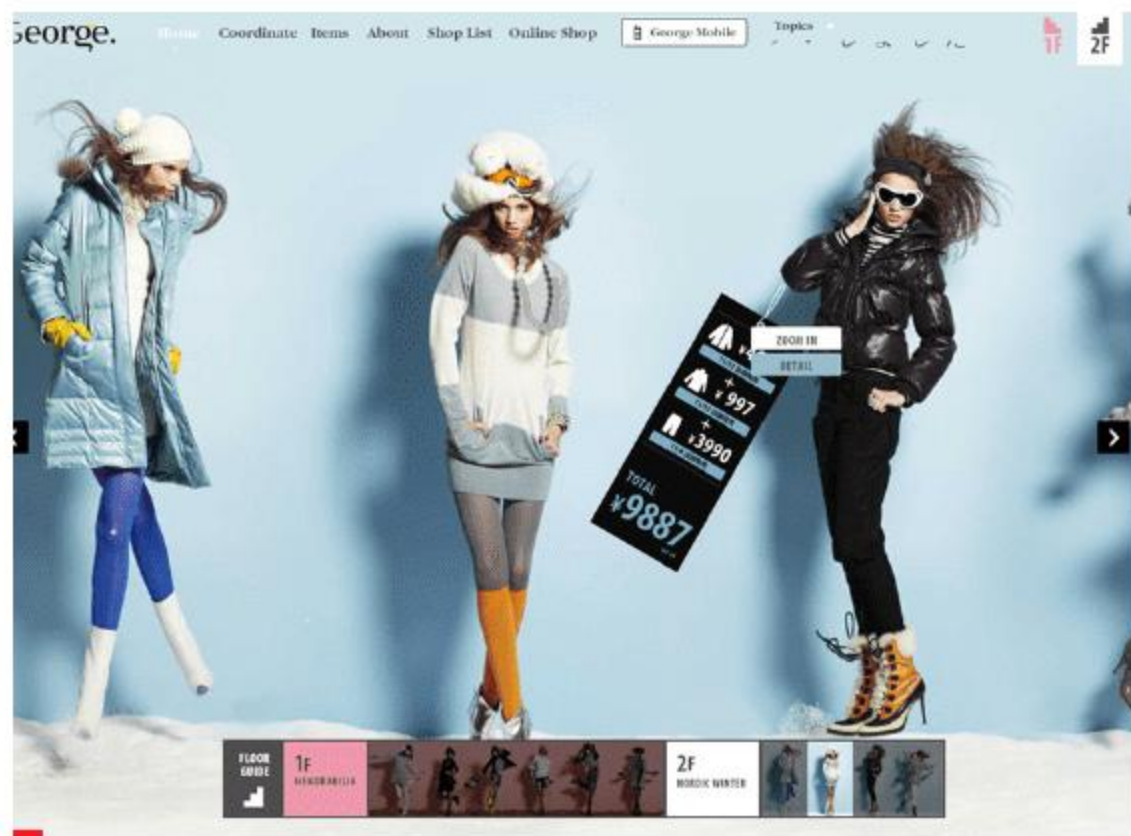 George.
Home Coordinate Items About Shop List Online Shop
George Mobile
Topics
1F
2F
ZOOM IN
DETAIL
+
¥997
+
¥3990
TOTAL
¥9887
FLOOR
GUIDE
1F
MEMORABILIA
2F
NORDIC WINTER